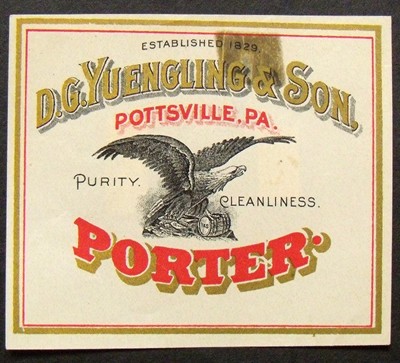 ESTABLISHED 1829.
D.G. YUENGLING & SON,
POTTSVILLE, PA.
PURITY.
CLEANLINESS.
PORTER.